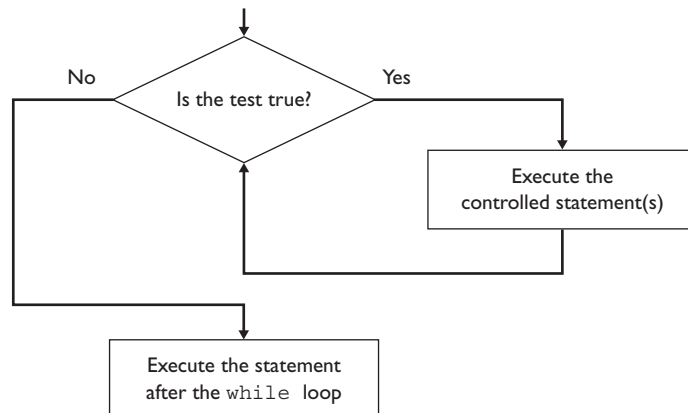 No
Yes
Is the test true?
Execute the
controlled statement(s)
Execute the statement
after the while loop